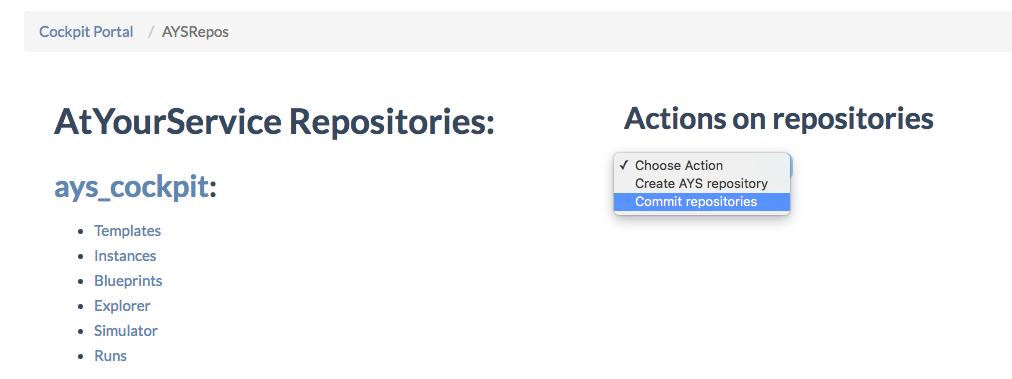 Cockpit Portal / AYSRepos
AtYourService Repositories:
ays_cockpit:
Templates
Instances
Blueprints
Explorer
Simulator
Runs
Actions on repositories
✓ Choose Action
Create AYS repository
Commit repositories